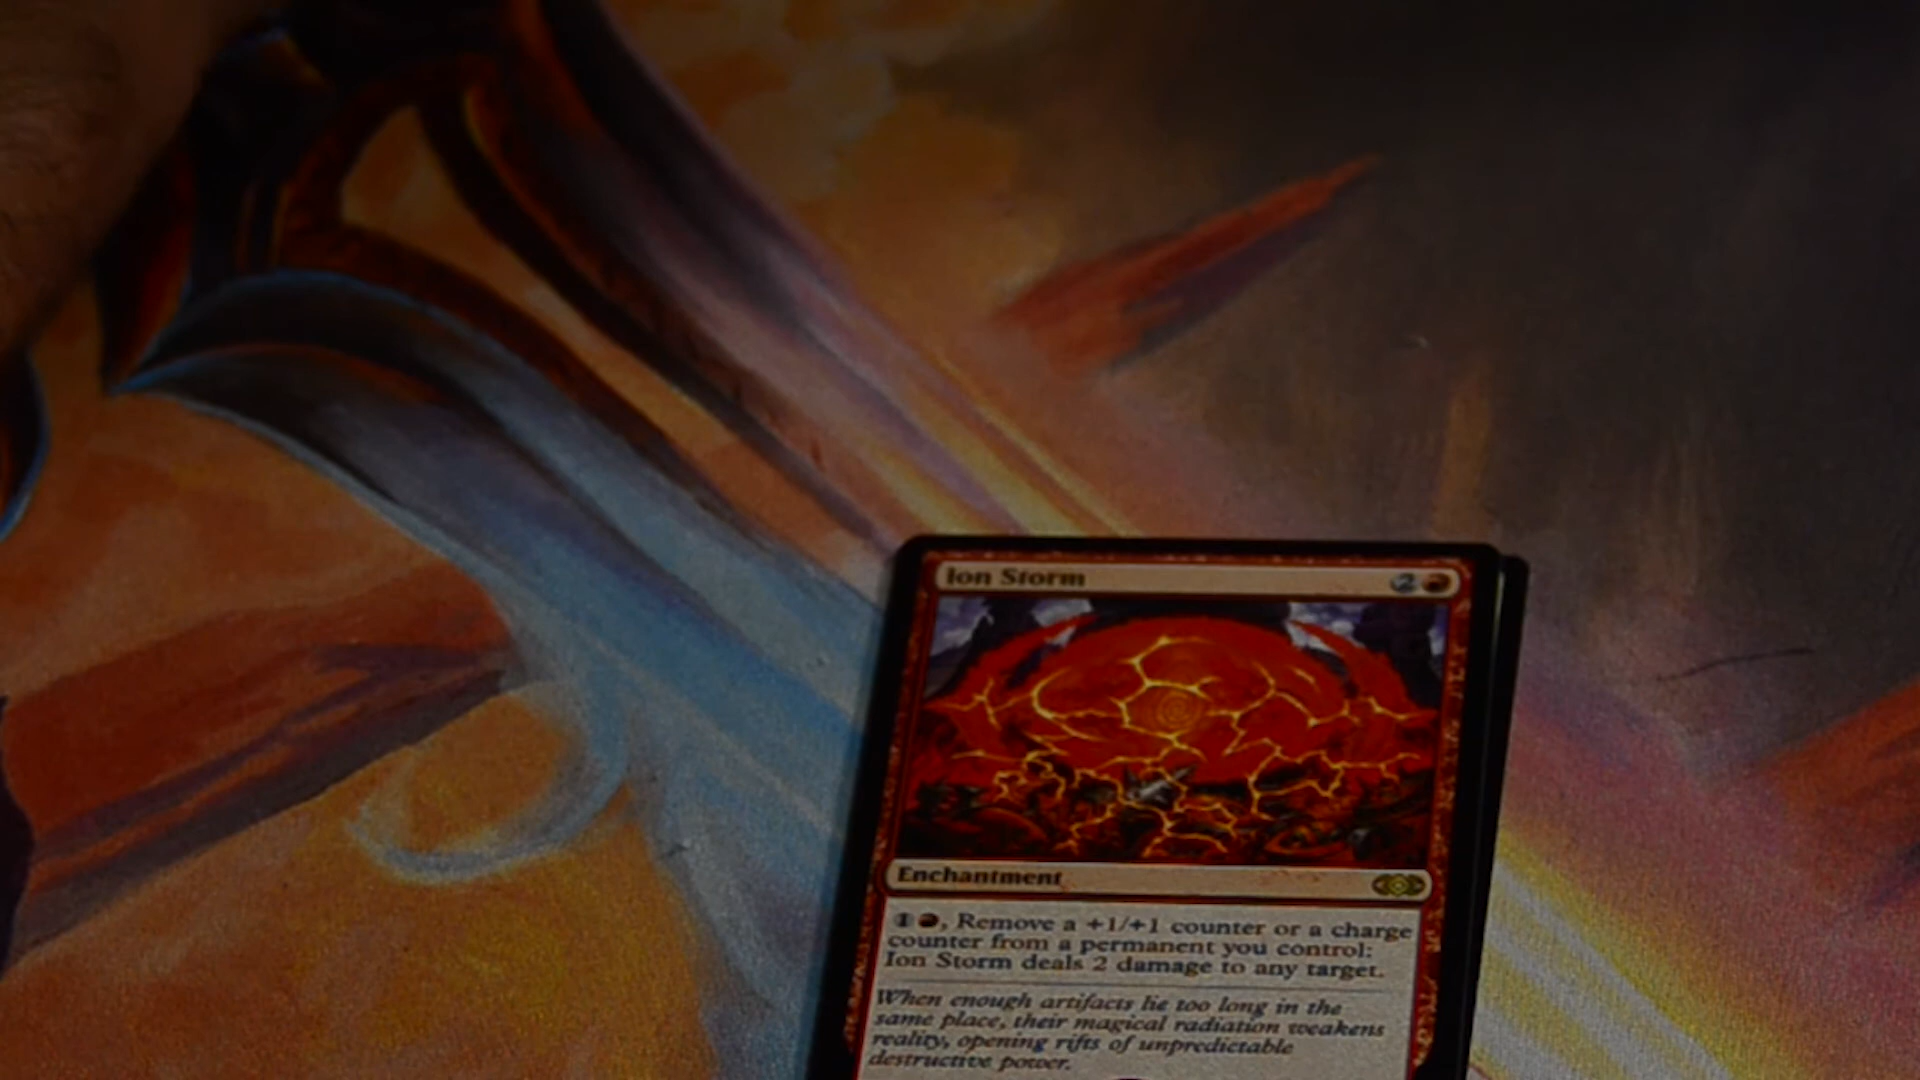 Ion Storm 2
Enchantment
1 , Remove a +1/+1 counter or a charge
counter from a permanent you control:
Ion Storm deals 2 damage to any target.
When enough artifacts lie too long in the
same place, their magical radiation weakens
reality, opening rifts of unpredictable
destructive power.